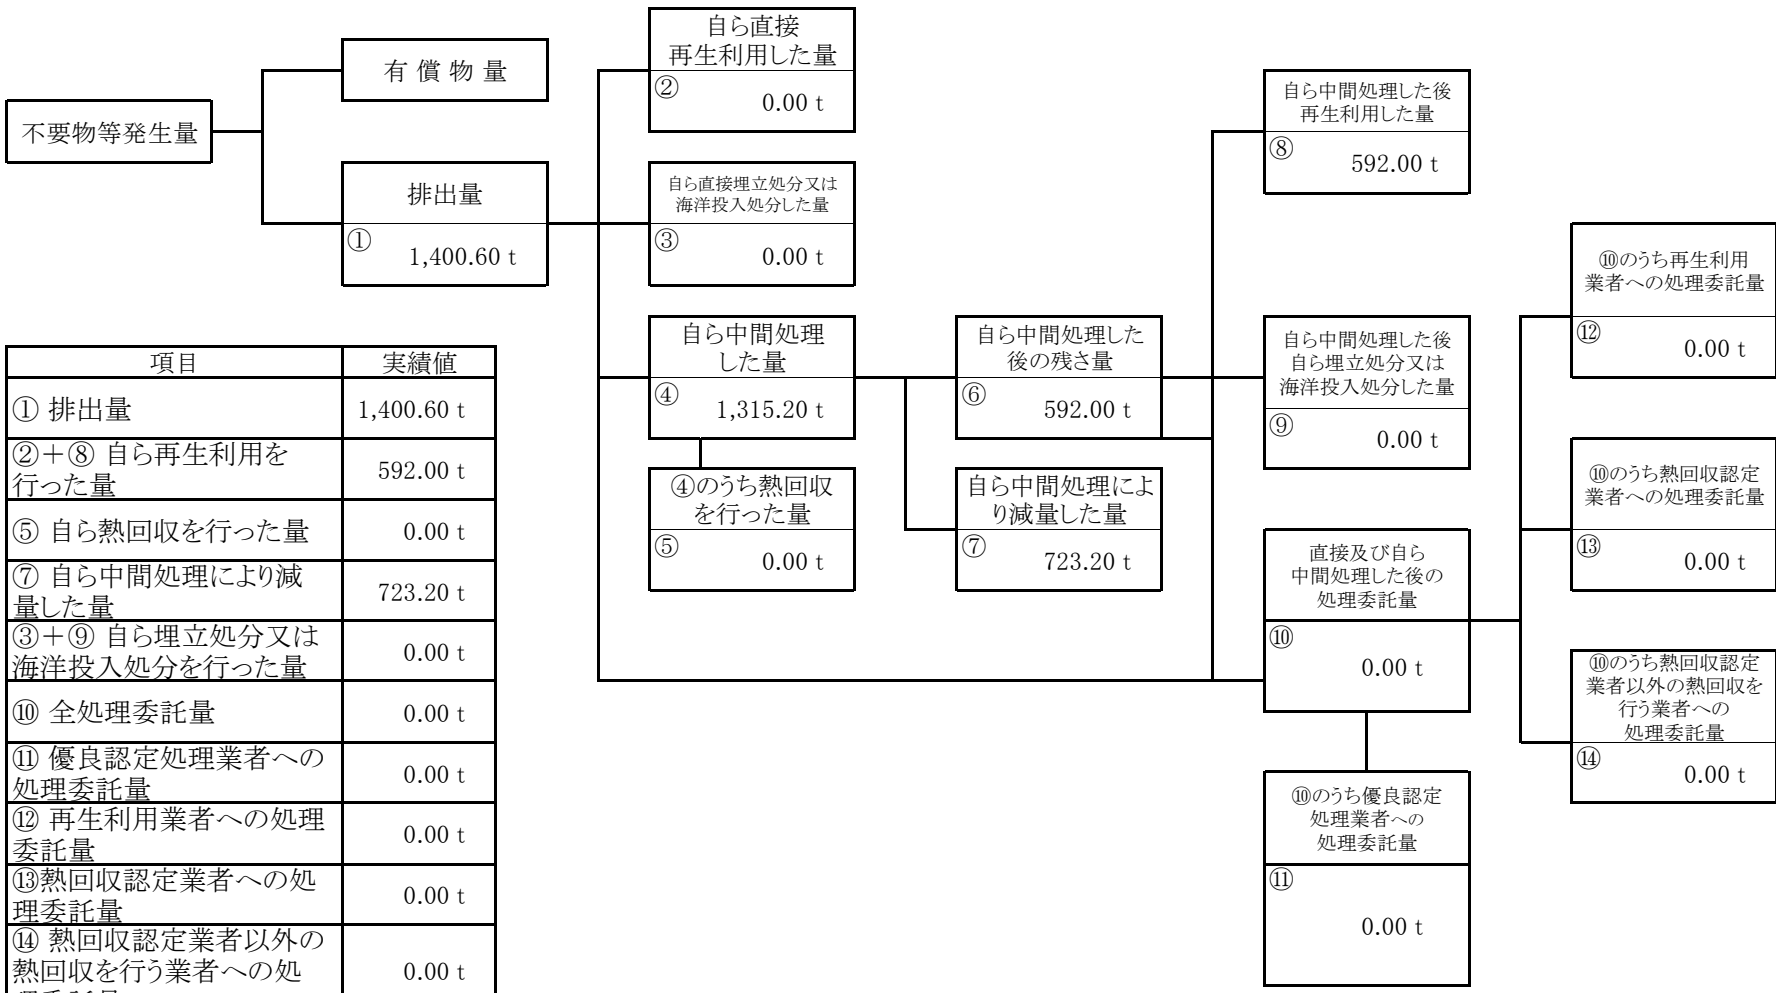 不要物等発生量
有 償 物 量
排出量
①
1,400.60 t
自ら直接
再生利用した量
②
0.00 t
自ら直接埋立処分又は
海洋投入処分した量
③
0.00 t
自ら中間処理
した量
④
1,315.20 t
④のうち熱回収
を行った量
⑤
0.00 t
自ら中間処理した
後の残さ量
⑥
592.00 t
自ら中間処理によ
り減量した量
⑦
723.20 t
自ら中間処理した後
再生利用した量
⑧
592.00 t
自ら中間処理した後
自ら埋立処分又は
海洋投入処分した量
⑨
0.00 t
直接及び自ら
中間処理した後の
処理委託量
⑩
0.00 t
⑩のうち優良認定
処理業者への
処理委託量
⑪
0.00 t
⑩のうち再生利用
業者への処理委託量
⑫
0.00 t
⑩のうち熱回収認定
業者への処理委託量
⑬
0.00 t
⑩のうち熱回収認定
業者以外の熱回収を
行う業者への
処理委託量
⑭
0.00 t
項目 実績値
① 排出量 1,400.60 t
②＋⑧ 自ら再生利用を
行った量
592.00 t
⑤ 自ら熱回収を行った量 0.00 t
⑦ 自ら中間処理により減
量した量
723.20 t
③＋⑨ 自ら埋立処分又は
海洋投入処分を行った量
0.00 t
⑩ 全処理委託量 0.00 t
⑪ 優良認定処理業者への
処理委託量
0.00 t
⑫ 再生利用業者への処理
委託量
0.00 t
⑬熱回収認定業者への処
理委託量
0.00 t
⑭ 熱回収認定業者以外の
熱回収を行う業者への処
0.00 t